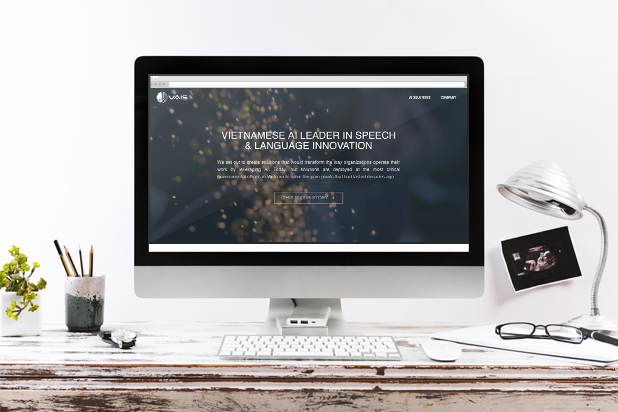 VAIS
AI SOLUTIONS
COMPANY
VIETNAMESE AI LEADER IN SPEECH
& LANGUAGE INNOVATION
We set out to create solutions that would transform the way organizations operate their
work by leveraging AI. Today, our solutions are deployed at the most critical